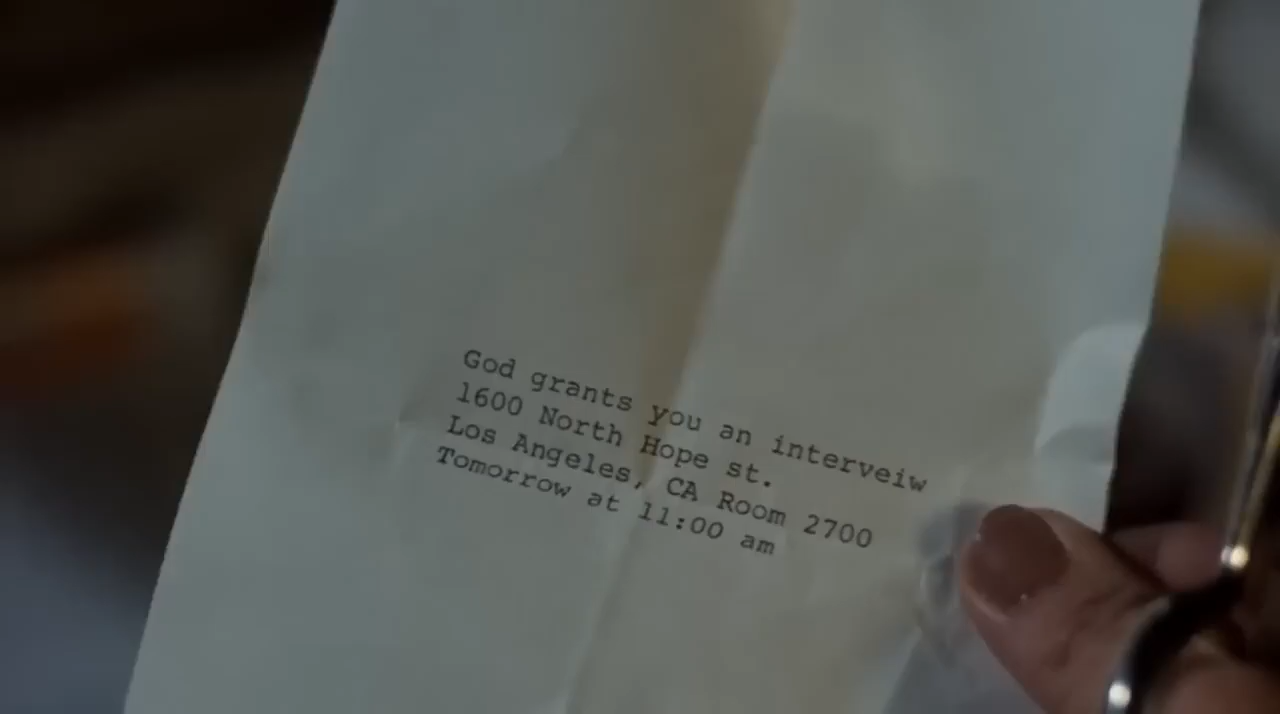 God grants you an interveiw
1600 North Hope st.
Los Angeles, CA Room 2700
Tomorrow at 11:00 am